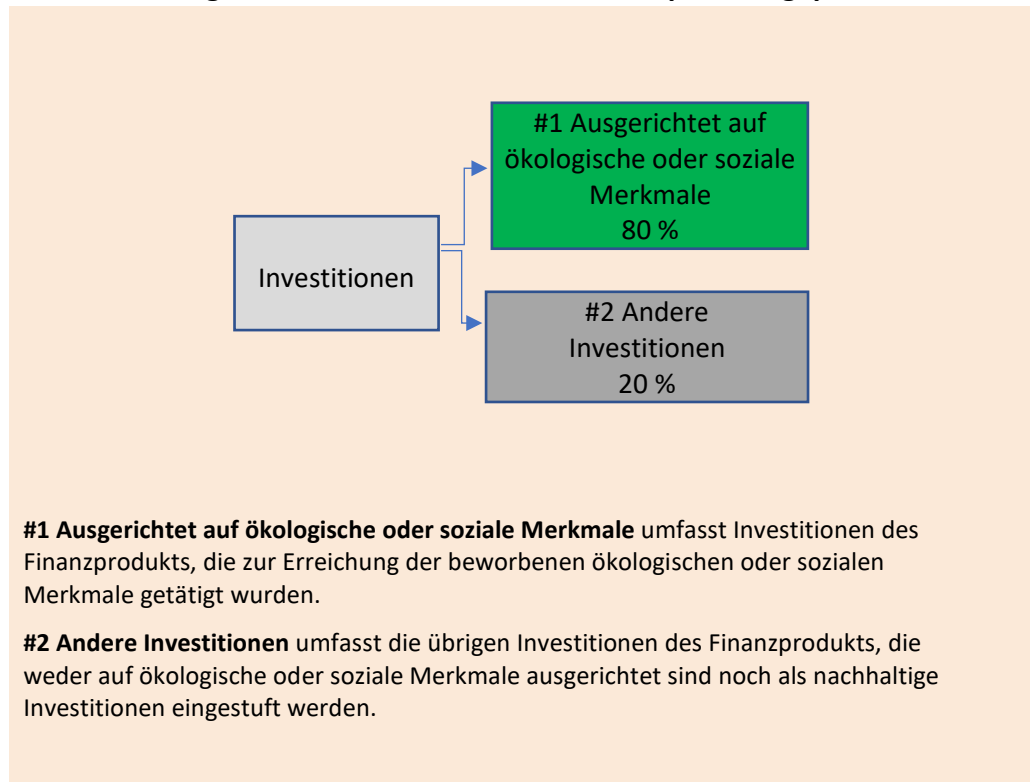 #1 Ausgerichtet auf
ökologische oder soziale
Merkmale
80 %
Investitionen
#2 Andere
Investitionen
20 %
#1 Ausgerichtet auf ökologische oder soziale Merkmale umfasst Investitionen des
Finanzprodukts, die zur Erreichung der beworbenen ökologischen oder sozialen
Merkmale getätigt wurden.
#2 Andere Investitionen umfasst die übrigen Investitionen des Finanzprodukts, die
weder auf ökologische oder soziale Merkmale ausgerichtet sind noch als nachhaltige
Investitionen eingestuft werden.